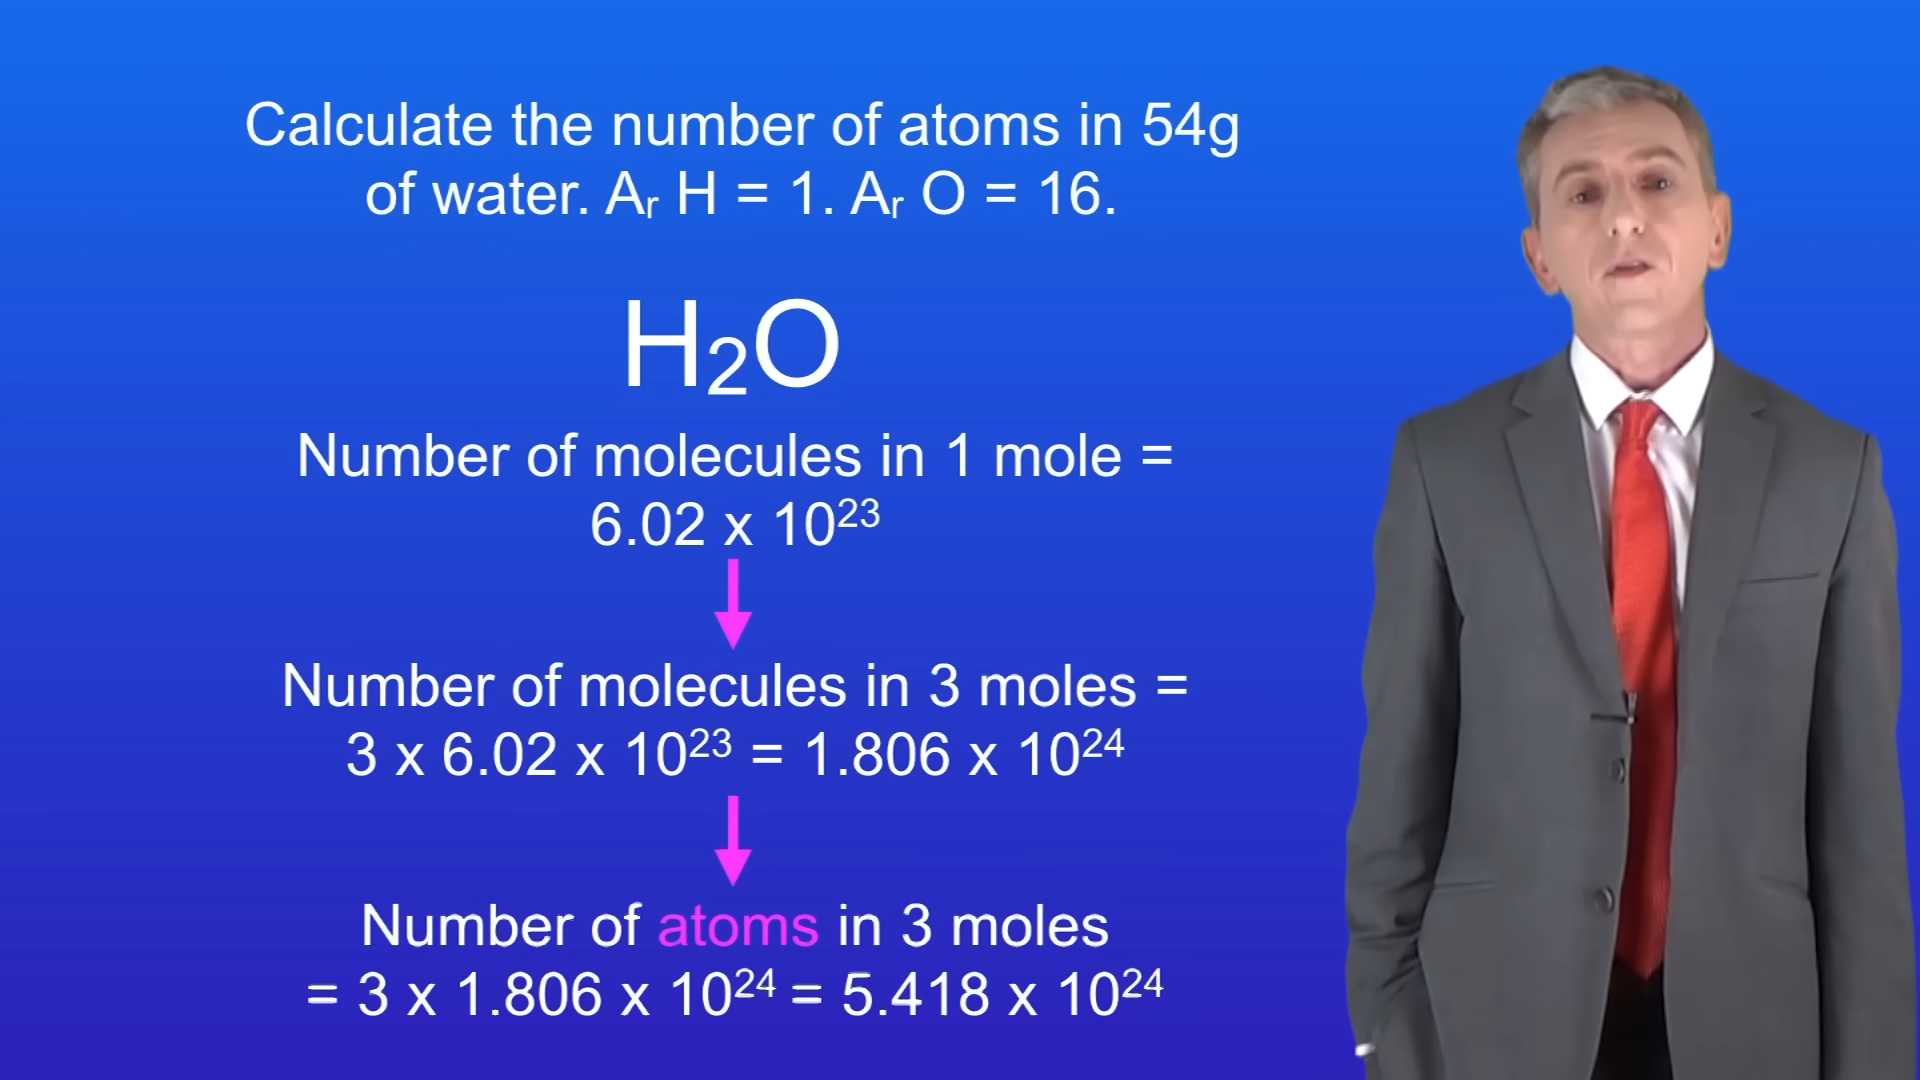 Calculate the number of atoms in 54g
of water. Aᵣ H = 1. Aᵣ O = 16.
H₂O
Number of molecules in 1 mole =
6.02 x 10²³
Number of molecules in 3 moles =
3 x 6.02 x 10²³ = 1.806 x 10²⁴
Number of atoms in 3 moles
= 3 x 1.806 x 10²⁴ = 5.418 x 10²⁴